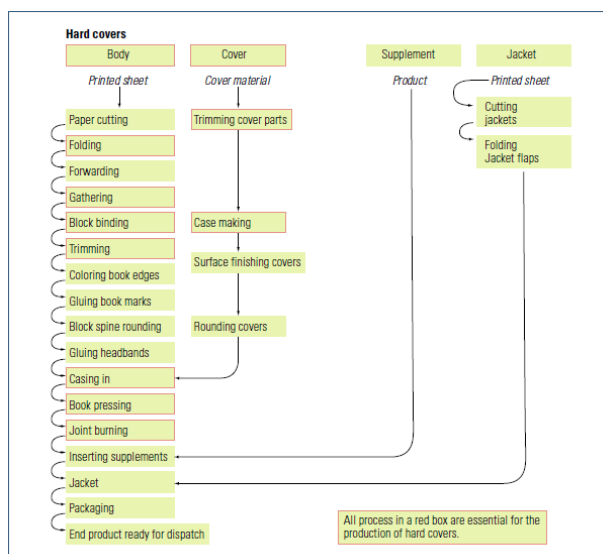 Hard covers
Body
Cover
Supplement
Jacket
Printed sheet
Cover material
Product
Printed sheet
Paper cutting
Folding
Forwarding
Gathering
Block binding
Trimming
Coloring book edges
Gluing book marks
Block spine rounding
Gluing headbands
Casing in
Book pressing
Joint burning
Inserting supplements
Jacket
Packaging
End product ready for dispatch
Trimming cover parts
Case making
Surface finishing covers
Rounding covers
Cutting
jackets
Folding
Jacket flaps
All process in a red box are essential for the
production of hard covers.